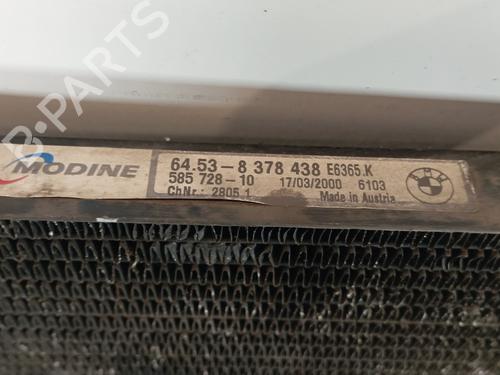 MODINE
64.53-8 378 438 E6365.K
585 728-10 17/03/2000 6103
ChNr.: 2805 1 Made in Austria
BMW
B-PARTS